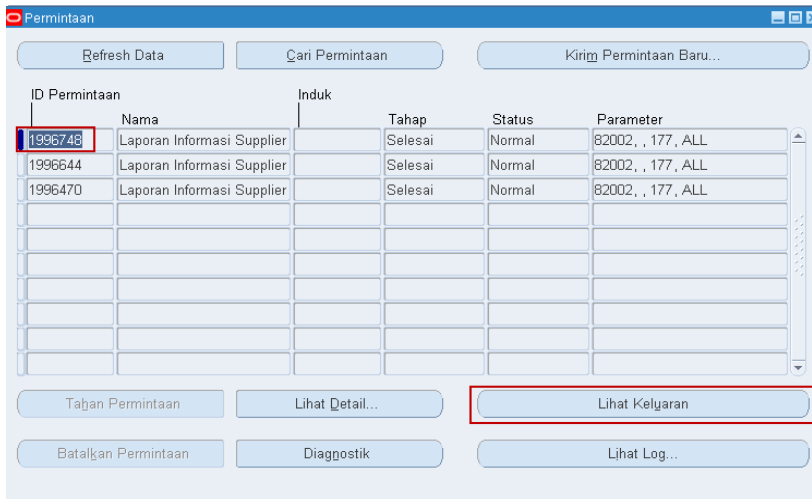 Permintaan
Refresh Data Cari Permintaan Kirim Permintaan Baru...
ID Permintaan Induk
Nama Tahap Status Parameter
1996748 Laporan Informasi Supplier Selesai Normal 82002, , 177, ALL
1996644 Laporan Informasi Supplier Selesai Normal 82002, , 177, ALL
1996470 Laporan Informasi Supplier Selesai Normal 82002, , 177, ALL
Tahan Permintaan Lihat Detail... Lihat Keluaran
Batalkan Permintaan Diagnostik Lihat Log...